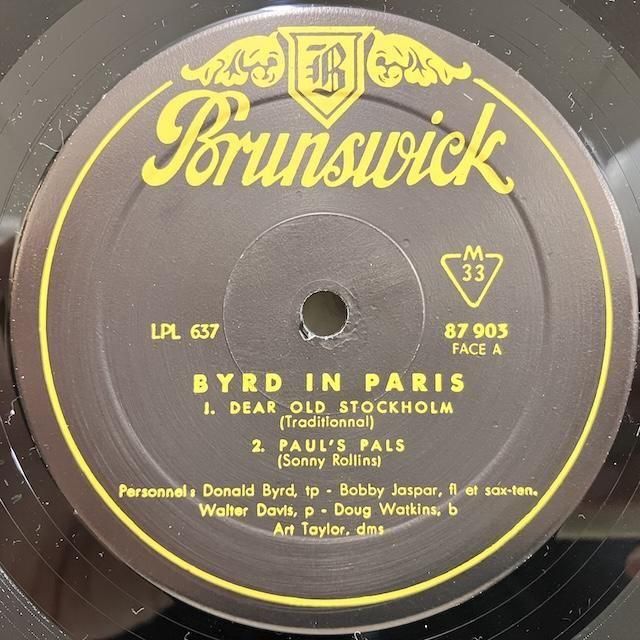 B
Brunswick
M
33
LPL 637
87 903
FACE A
BYRD IN PARIS
1. DEAR OLD STOCKHOLM
(Traditionnal)
2. PAUL'S PALS
(Sonny Rollins)
Personnel : Donald Byrd, tp - Bobby Jaspar, fl et sax-ten.
Walter Davis, p - Doug Watkins, b
Art Taylor, dms